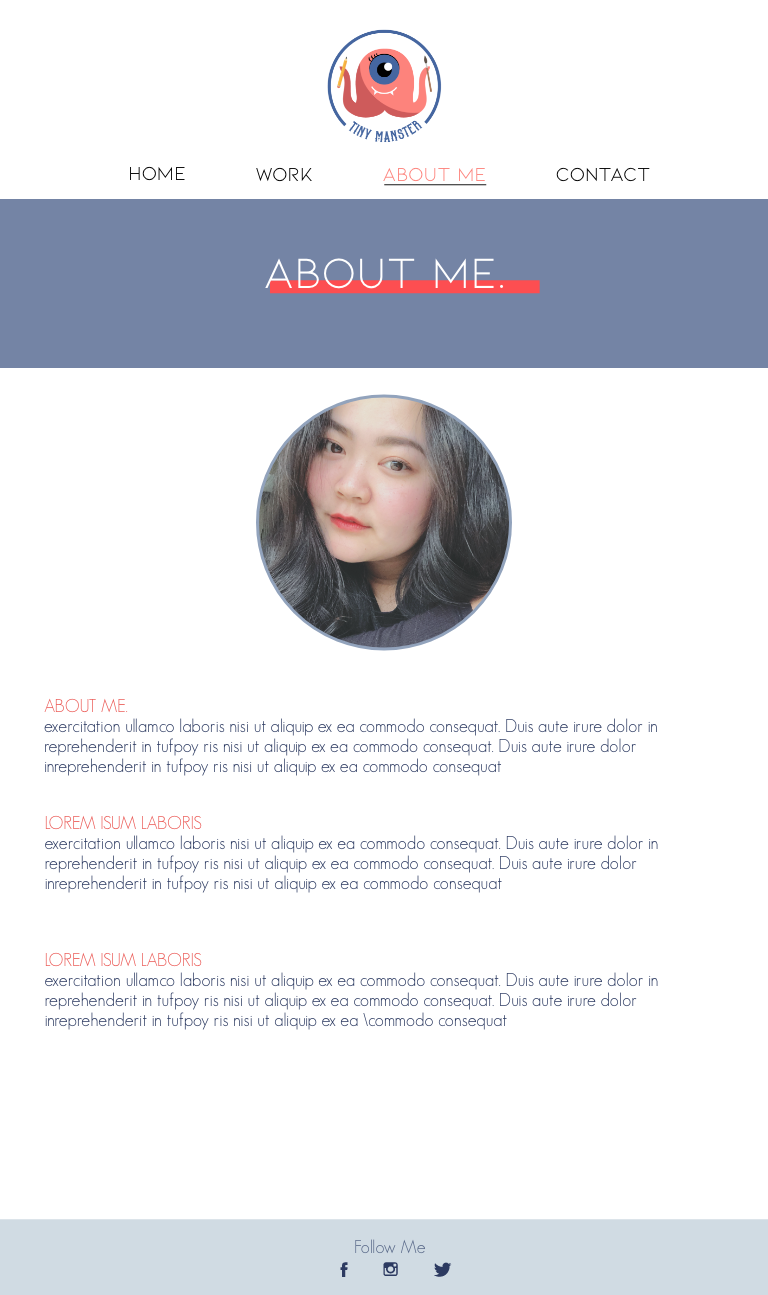 TINY MANSTER
HOME WORK ABOUT ME CONTACT
ABOUT ME.
ABOUT ME.
exercitation ullamco laboris nisi ut aliquip ex ea commodo consequat. Duis aute irure dolor in
reprehenderit in tufpoy ris nisi ut aliquip ex ea commodo consequat. Duis aute irure dolor
inreprehenderit in tufpoy ris nisi ut aliquip ex ea commodo consequat
LOREM ISUM LABORIS
exercitation ullamco laboris nisi ut aliquip ex ea commodo consequat. Duis aute irure dolor in
reprehenderit in tufpoy ris nisi ut aliquip ex ea commodo consequat. Duis aute irure dolor
inreprehenderit in tufpoy ris nisi ut aliquip ex ea commodo consequat
LOREM ISUM LABORIS
exercitation ullamco laboris nisi ut aliquip ex ea commodo consequat. Duis aute irure dolor in
reprehenderit in tufpoy ris nisi ut aliquip ex ea commodo consequat. Duis aute irure dolor
inreprehenderit in tufpoy ris nisi ut aliquip ex ea \commodo consequat
Follow Me